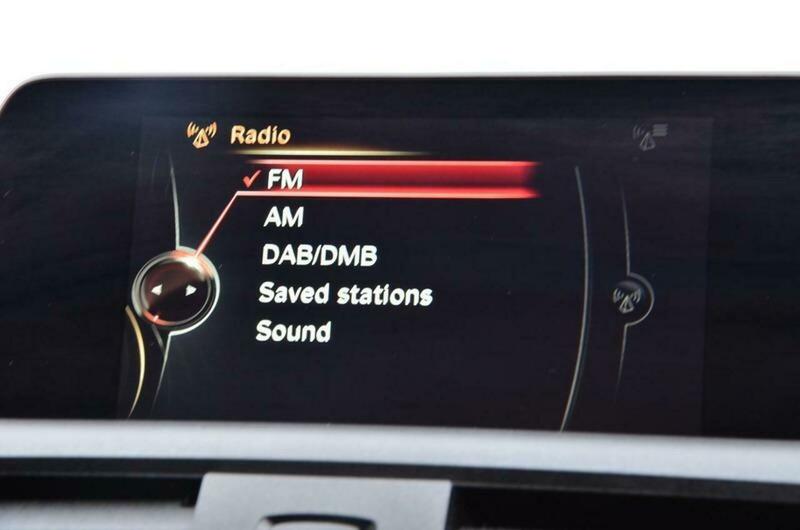 Radio
FM
AM
DAB/DMB
Saved stations
Sound